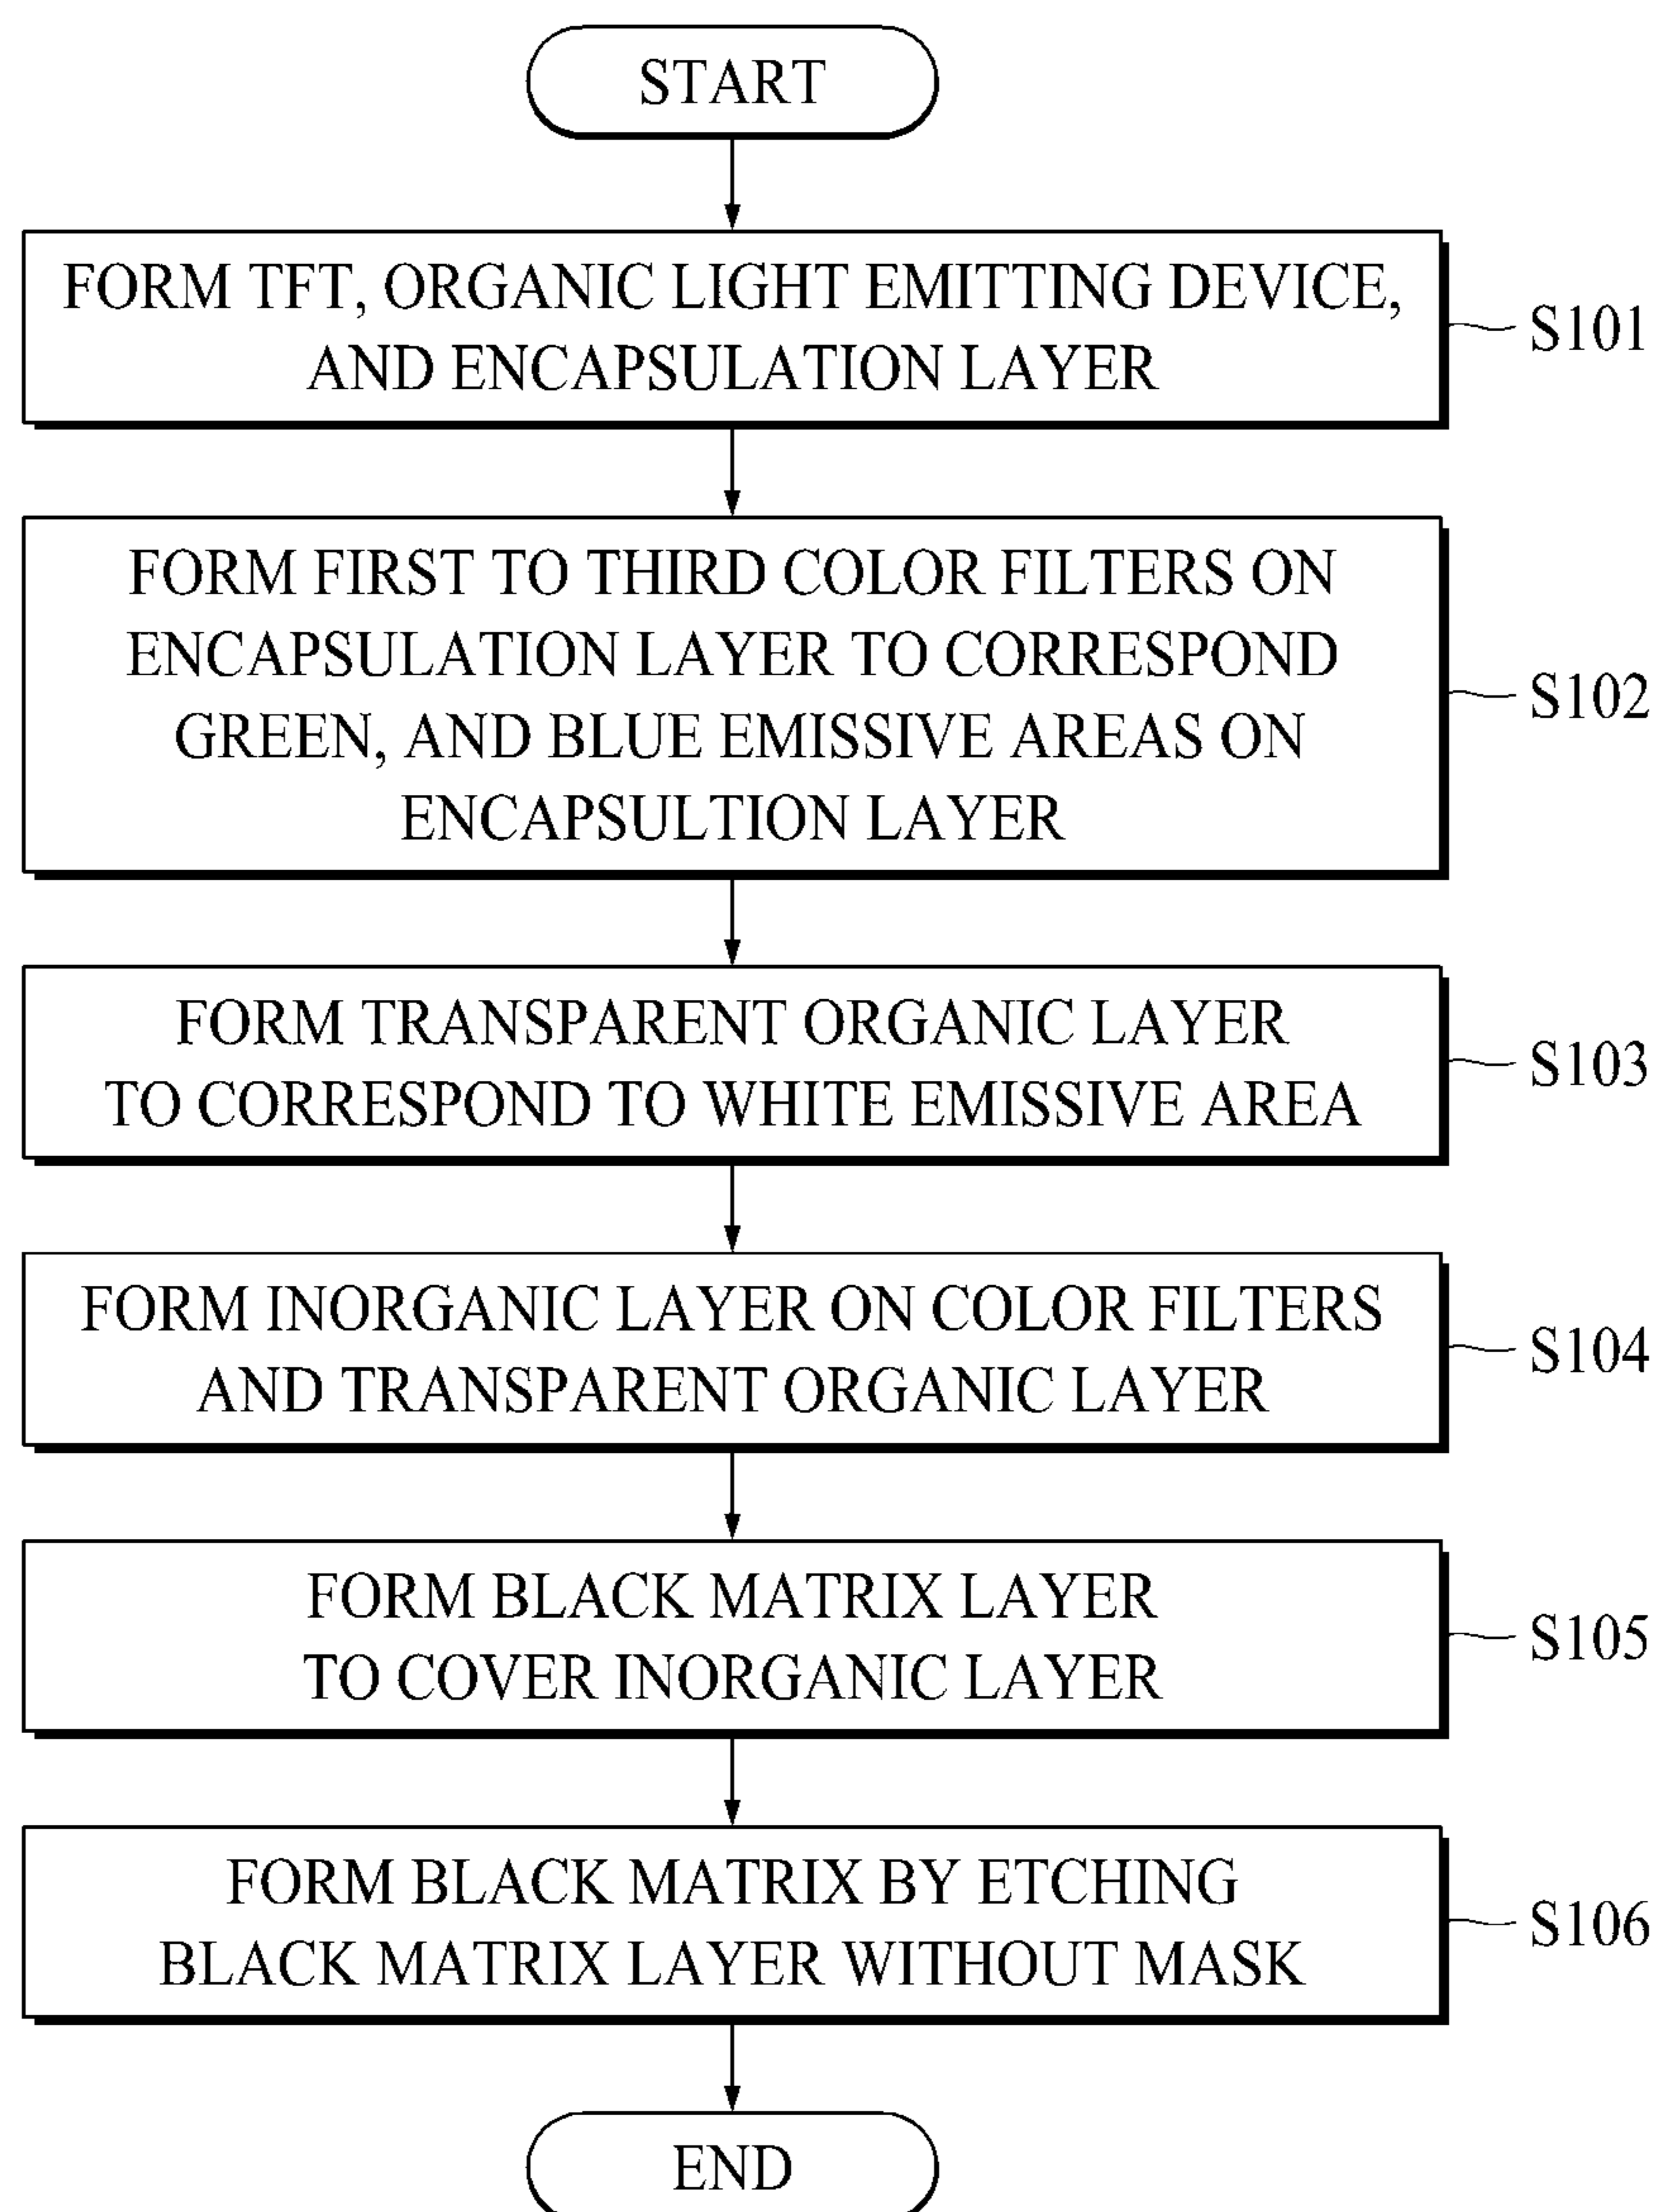 START
FORM TFT, ORGANIC LIGHT EMITTING DEVICE,
AND ENCAPSULATION LAYER
S101
FORM FIRST TO THIRD COLOR FILTERS ON
ENCAPSULATION LAYER TO CORRESPOND
GREEN, AND BLUE EMISSIVE AREAS ON
ENCAPSULTION LAYER
S102
FORM TRANSPARENT ORGANIC LAYER
TO CORRESPOND TO WHITE EMISSIVE AREA
S103
FORM INORGANIC LAYER ON COLOR FILTERS
AND TRANSPARENT ORGANIC LAYER
S104
FORM BLACK MATRIX LAYER
TO COVER INORGANIC LAYER
S105
FORM BLACK MATRIX BY ETCHING
BLACK MATRIX LAYER WITHOUT MASK
S106
END